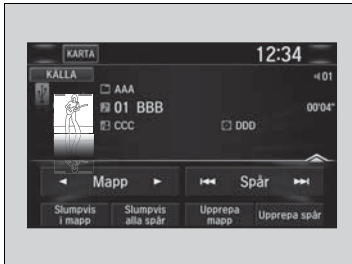 KARTA
12:34
KÄLLA
01
AAA
01 BBB
00'04"
CCC
DDD
Mapp
Spår
Slumpvis i mapp
Slumpvis alla spår
Upprepa mapp
Upprepa spår